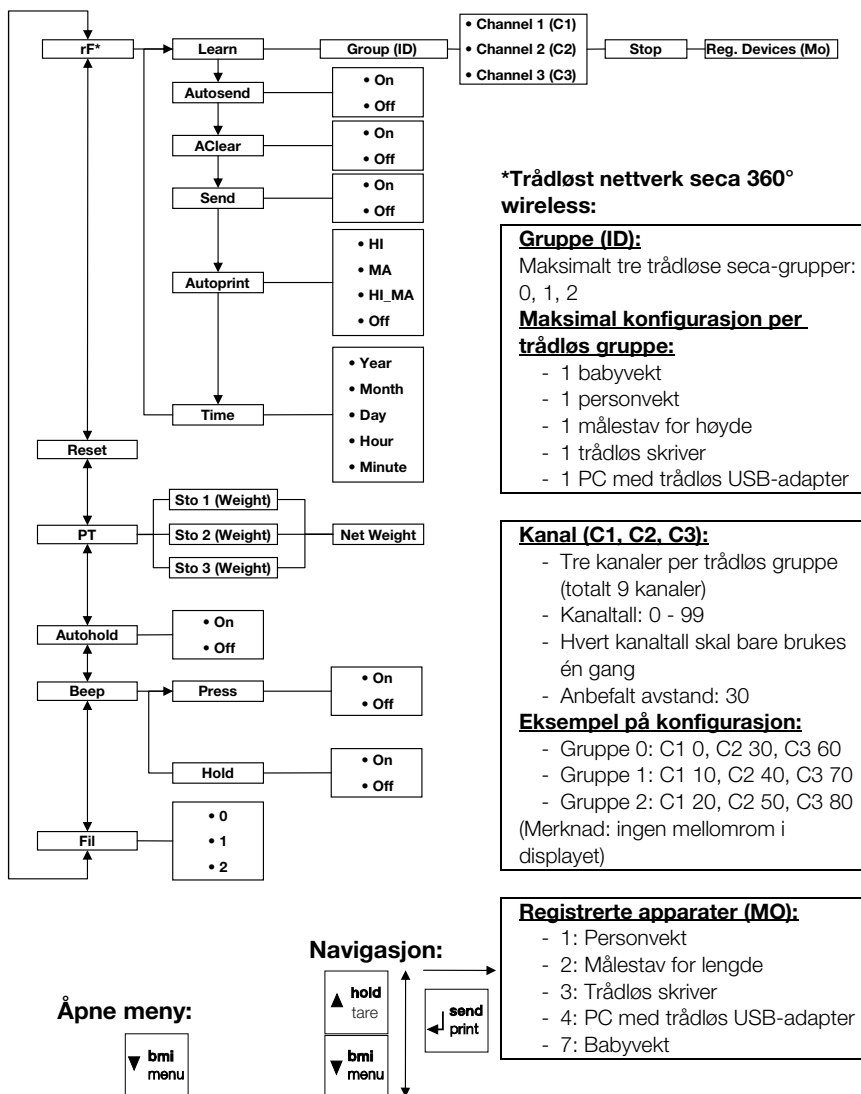 rF*
Learn
Group (ID)
• Channel 1 (C1)
• Channel 2 (C2)
• Channel 3 (C3)
Stop
Reg. Devices (Mo)
Autosend
• On
• Off
AClear
• On
• Off
Send
• On
• Off
Autoprint
• HI
• MA
• HI_MA
• Off
Time
• Year
• Month
• Day
• Hour
• Minute
Reset
PT
Sto 1 (Weight)
Sto 2 (Weight)
Sto 3 (Weight)
Net Weight
Autohold
• On
• Off
Beep
Press
• On
• Off
Hold
• On
• Off
Fil
• 0
• 1
• 2
*Trådløst nettverk seca 360°
wireless:
Gruppe (ID):
Maksimalt tre trådløse seca-grupper:
0, 1, 2
Maksimal konfigurasjon per
trådløs gruppe:
- 1 babyvekt
- 1 personvekt
- 1 målestav for høyde
- 1 trådløs skriver
- 1 PC med trådløs USB-adapter
Kanal (C1, C2, C3):
- Tre kanaler per trådløs gruppe
(totalt 9 kanaler)
- Kanaltall: 0 - 99
- Hvert kanaltall skal bare brukes
én gang
- Anbefalt avstand: 30
Eksempel på konfigurasjon:
- Gruppe 0: C1 0, C2 30, C3 60
- Gruppe 1: C1 10, C2 40, C3 70
- Gruppe 2: C1 20, C2 50, C3 80
(Merknad: ingen mellomrom i
displayet)
Registrerte apparater (MO):
- 1: Personvekt
- 2: Målestav for lengde
- 3: Trådløs skriver
- 4: PC med trådløs USB-adapter
- 7: Babyvekt
Åpne meny:
bmi
menu
Navigasjon:
hold
tare
bmi
menu
send
print